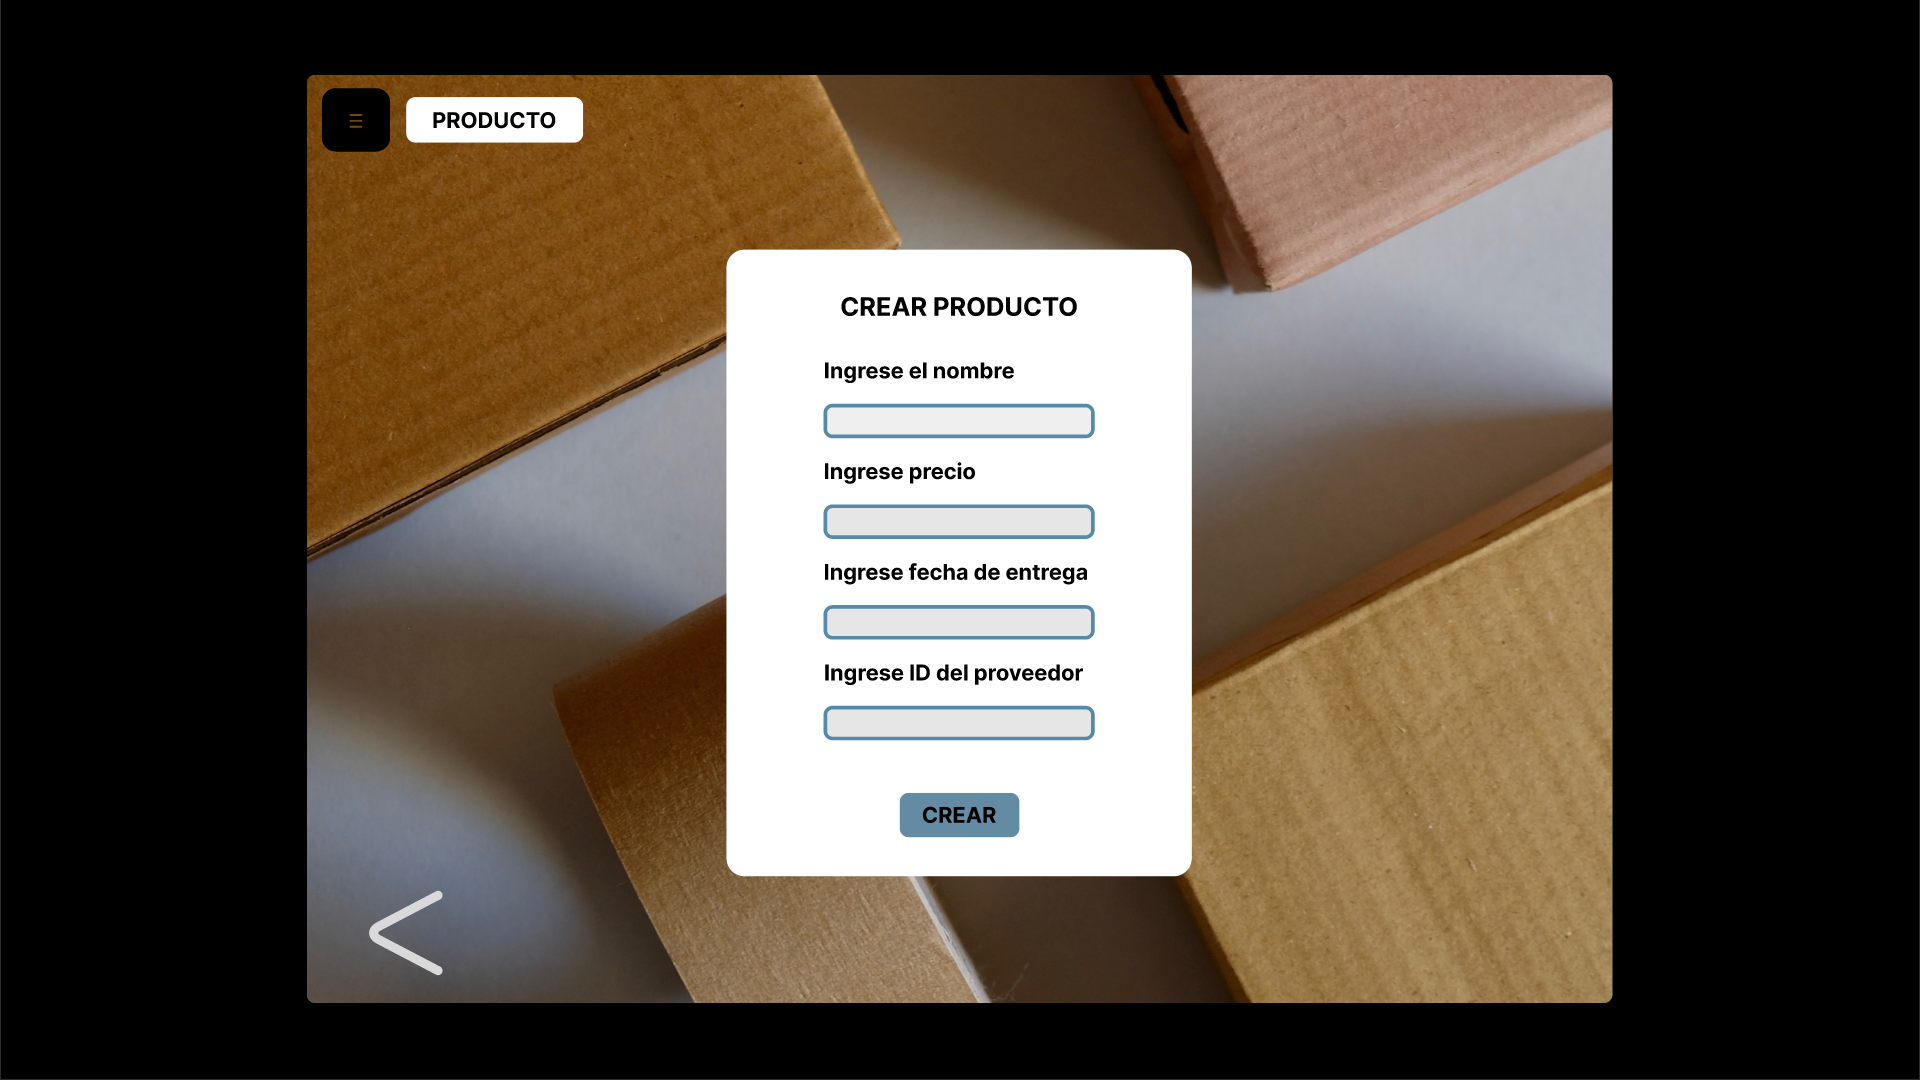 PRODUCTO
CREAR PRODUCTO
Ingrese el nombre
Ingrese precio
Ingrese fecha de entrega
Ingrese ID del proveedor
CREAR